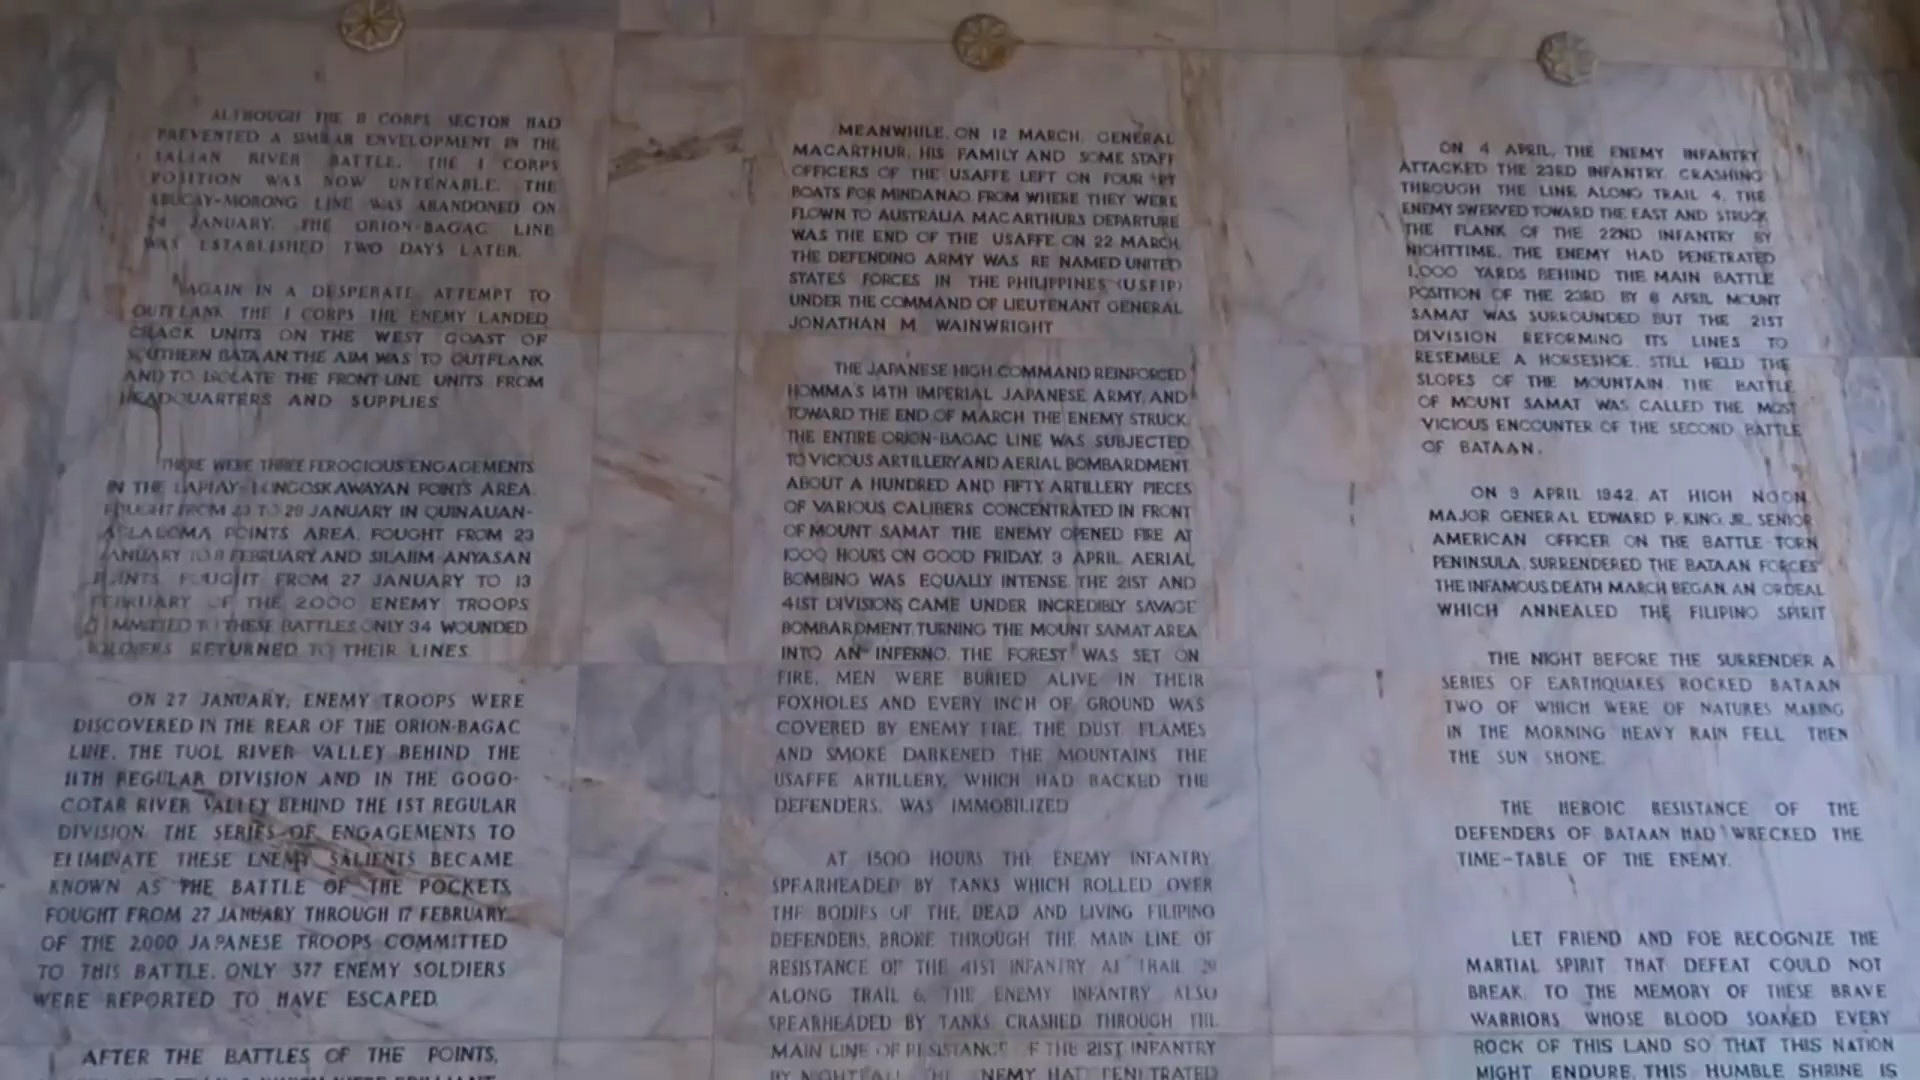 ALTHOUGH THE II CORPS SECTOR HAD
PREVENTED A SIMILAR ENVELOPMENT IN THE
SALIAN RIVER BATTLE, THE I CORPS
POSITION WAS NOW UNTENABLE. THE
ABUCAY-MORONG LINE WAS ABANDONED ON
24 JANUARY. THE ORION-BAGAC LINE
WAS ESTABLISHED TWO DAYS LATER.
AGAIN IN A DESPERATE ATTEMPT TO
OUTFLANK THE I CORPS THE ENEMY LANDED
CRACK UNITS ON THE WEST COAST OF
SOUTHERN BATAAN. THE AIM WAS TO OUTFLANK
AND TO ISOLATE THE FRONT-LINE UNITS FROM
HEADQUARTERS AND SUPPLIES
THERE WERE THREE FEROCIOUS ENGAGEMENTS
IN THE LAPIAY-LONGOSKAWAYAN POINTS AREA
FOUGHT FROM 23 TO 29 JANUARY IN QUINAUAN-
AGLALOMA POINTS AREA, FOUGHT FROM 23
JANUARY TO 8 FEBRUARY AND SILAIIM-ANYASAN
POINTS FOUGHT FROM 27 JANUARY TO 13
FEBRUARY OF THE 2,000 ENEMY TROOPS
COMMITTED TO THESE BATTLES ONLY 34 WOUNDED
SOLDIERS RETURNED TO THEIR LINES.
ON 27 JANUARY, ENEMY TROOPS WERE
DISCOVERED IN THE REAR OF THE ORION-BAGAC
LINE, THE TUOL RIVER VALLEY BEHIND THE
11TH REGULAR DIVISION AND IN THE GOGO-
COTAR RIVER VALLEY BEHIND THE 1ST REGULAR
DIVISION. THE SERIES OF ENGAGEMENTS TO
ELIMINATE THESE ENEMY SALIENTS BECAME
KNOWN AS THE BATTLE OF THE POCKETS,
FOUGHT FROM 27 JANUARY THROUGH 17 FEBRUARY.
OF THE 2,000 JAPANESE TROOPS COMMITTED
TO THIS BATTLE, ONLY 377 ENEMY SOLDIERS
WERE REPORTED TO HAVE ESCAPED.
AFTER THE BATTLES OF THE POINTS,
MEANWHILE, ON 12 MARCH, GENERAL
MACARTHUR, HIS FAMILY AND SOME STAFF
OFFICERS OF THE USAFFE LEFT ON FOUR PT
BOATS FOR MINDANAO FROM WHERE THEY WERE
FLOWN TO AUSTRALIA MACARTHURS DEPARTURE
WAS THE END OF THE USAFFE. ON 22 MARCH,
THE DEFENDING ARMY WAS RE NAMED UNITED
STATES FORCES IN THE PHILIPPINES (USFIP)
UNDER THE COMMAND OF LIEUTENANT GENERAL
JONATHAN M. WAINWRIGHT
THE JAPANESE HIGH COMMAND REINFORCED
HOMMA'S 14TH IMPERIAL JAPANESE ARMY, AND
TOWARD THE END OF MARCH THE ENEMY STRUCK.
THE ENTIRE ORION-BAGAC LINE WAS SUBJECTED
TO VICIOUS ARTILLERY AND AERIAL BOMBARDMENT
ABOUT A HUNDRED AND FIFTY ARTILLERY PIECES
OF VARIOUS CALIBERS CONCENTRATED IN FRONT
OF MOUNT SAMAT THE ENEMY OPENED FIRE AT
1000 HOURS ON GOOD FRIDAY, 3 APRIL. AERIAL
BOMBING WAS EQUALLY INTENSE. THE 21ST AND
41ST DIVISIONS CAME UNDER INCREDIBLY SAVAGE
BOMBARDMENT, TURNING THE MOUNT SAMAT AREA
INTO AN INFERNO. THE FOREST WAS SET ON
FIRE, MEN WERE BURIED ALIVE IN THEIR
FOXHOLES AND EVERY INCH OF GROUND WAS
COVERED BY ENEMY FIRE. THE DUST, FLAMES
AND SMOKE DARKENED THE MOUNTAINS THE
USAFFE ARTILLERY, WHICH HAD BACKED THE
DEFENDERS, WAS IMMOBILIZED
AT 1500 HOURS THE ENEMY INFANTRY,
SPEARHEADED BY TANKS WHICH ROLLED OVER
THE BODIES OF THE DEAD AND LIVING FILIPINO
DEFENDERS, BROKE THROUGH THE MAIN LINE OF
RESISTANCE OF THE 41ST INFANTRY AT TRAIL 29
ALONG TRAIL 6, THE ENEMY INFANTRY, ALSO
SPEARHEADED BY TANKS, CRASHED THROUGH THE
MAIN LINE OF RESISTANCE OF THE 21ST INFANTRY
BY NIGHTFALL THE ENEMY HAD PENETRATED
ON 4 APRIL, THE ENEMY INFANTRY
ATTACKED THE 23RD INFANTRY, CRASHING
THROUGH THE LINE ALONG TRAIL 4, THE
ENEMY SWERVED TOWARD THE EAST AND STRUCK
THE FLANK OF THE 22ND INFANTRY BY
NIGHTTIME, THE ENEMY HAD PENETRATED
1,000 YARDS BEHIND THE MAIN BATTLE
POSITION OF THE 23RD. BY 6 APRIL MOUNT
SAMAT WAS SURROUNDED BUT THE 21ST
DIVISION REFORMING ITS LINES TO
RESEMBLE A HORSESHOE, STILL HELD THE
SLOPES OF THE MOUNTAIN. THE BATTLE
OF MOUNT SAMAT WAS CALLED THE MOST
VICIOUS ENCOUNTER OF THE SECOND BATTLE
OF BATAAN.
ON 9 APRIL 1942, AT HIGH NOON
MAJOR GENERAL EDWARD P. KING, JR., SENIOR
AMERICAN OFFICER ON THE BATTLE-TORN
PENINSULA, SURRENDERED THE BATAAN FORCES
THE INFAMOUS DEATH MARCH BEGAN, AN ORDEAL
WHICH ANNEALED THE FILIPINO SPIRIT
THE NIGHT BEFORE THE SURRENDER A
SERIES OF EARTHQUAKES ROCKED BATAAN
TWO OF WHICH WERE OF NATURES MAKING
IN THE MORNING HEAVY RAIN FELL THEN
THE SUN SHONE.
THE HEROIC RESISTANCE OF THE
DEFENDERS OF BATAAN HAD WRECKED THE
TIME-TABLE OF THE ENEMY.
LET FRIEND AND FOE RECOGNIZE THE
MARTIAL SPIRIT THAT DEFEAT COULD NOT
BREAK. TO THE MEMORY OF THESE BRAVE
WARRIORS WHOSE BLOOD SOAKED EVERY
ROCK OF THIS LAND SO THAT THIS NATION
MIGHT ENDURE, THIS HUMBLE SHRINE IS